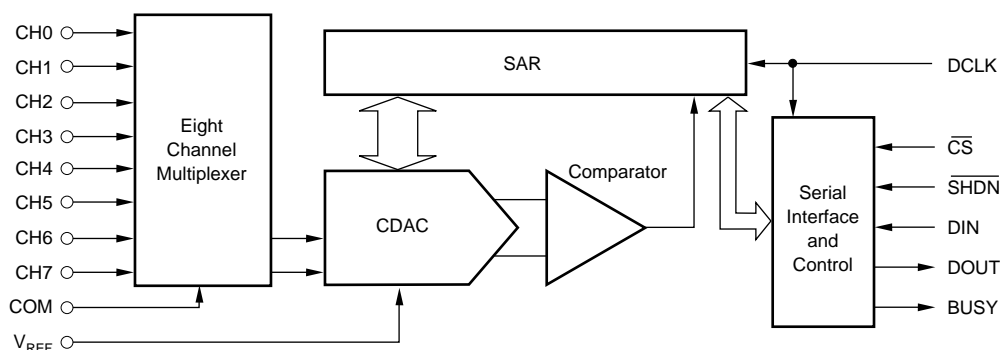 CH0
CH1
CH2
CH3
CH4
CH5
CH6
CH7
COM
VREF
Eight
Channel
Multiplexer
SAR
CDAC
Comparator
Serial
Interface
and
Control
DCLK
CS
SHDN
DIN
DOUT
BUSY